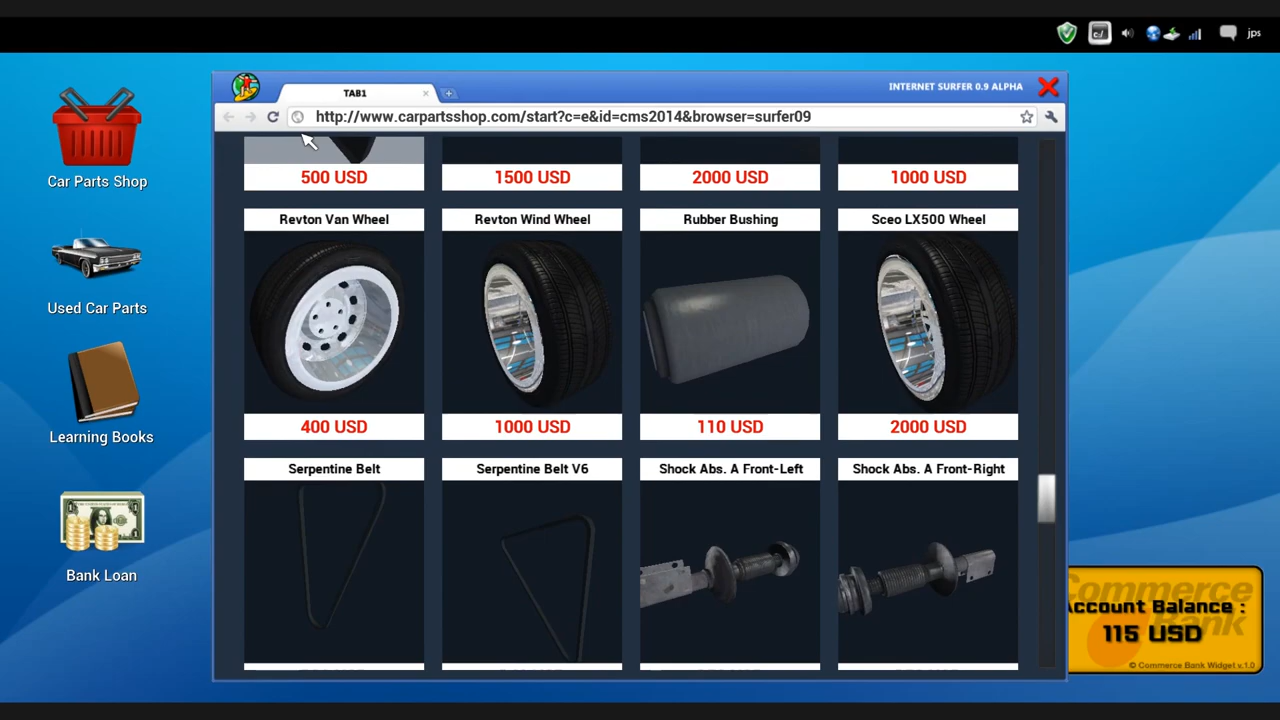 jps
INTERNET SURFER 0.9 ALPHA
TAB1
http://www.carpartsshop.com/start?c=e&id=cms2014&browser=surfer09
Car Parts Shop
Used Car Parts
Learning Books
Bank Loan
500 USD
1500 USD
2000 USD
1000 USD
Revton Van Wheel
Revton Wind Wheel
Rubber Bushing
Sceo LX500 Wheel
400 USD
1000 USD
110 USD
2000 USD
Serpentine Belt
Serpentine Belt V6
Shock Abs. A Front-Left
Shock Abs. A Front-Right
Commerce
Bank
Account Balance :
115 USD
© Commerce Bank Widget v.1.0